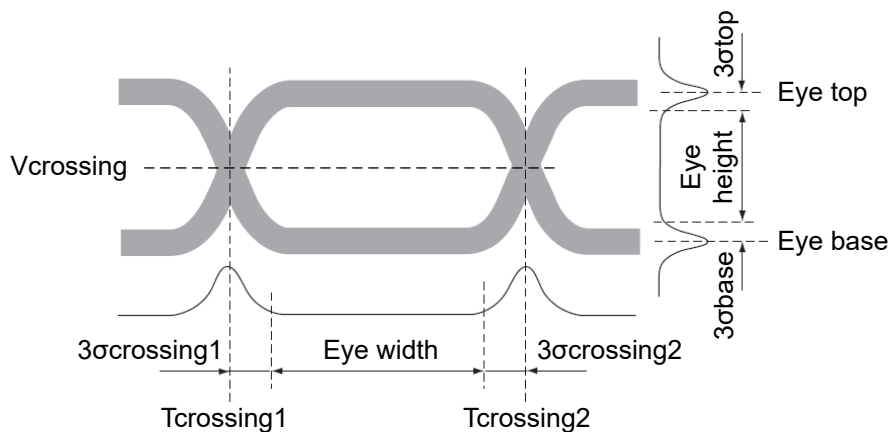 3σtop
Eye top
Vcrossing
Eye
height
Eye base
3σbase
3σcrossing1
Eye width
3σcrossing2
Tcrossing1
Tcrossing2